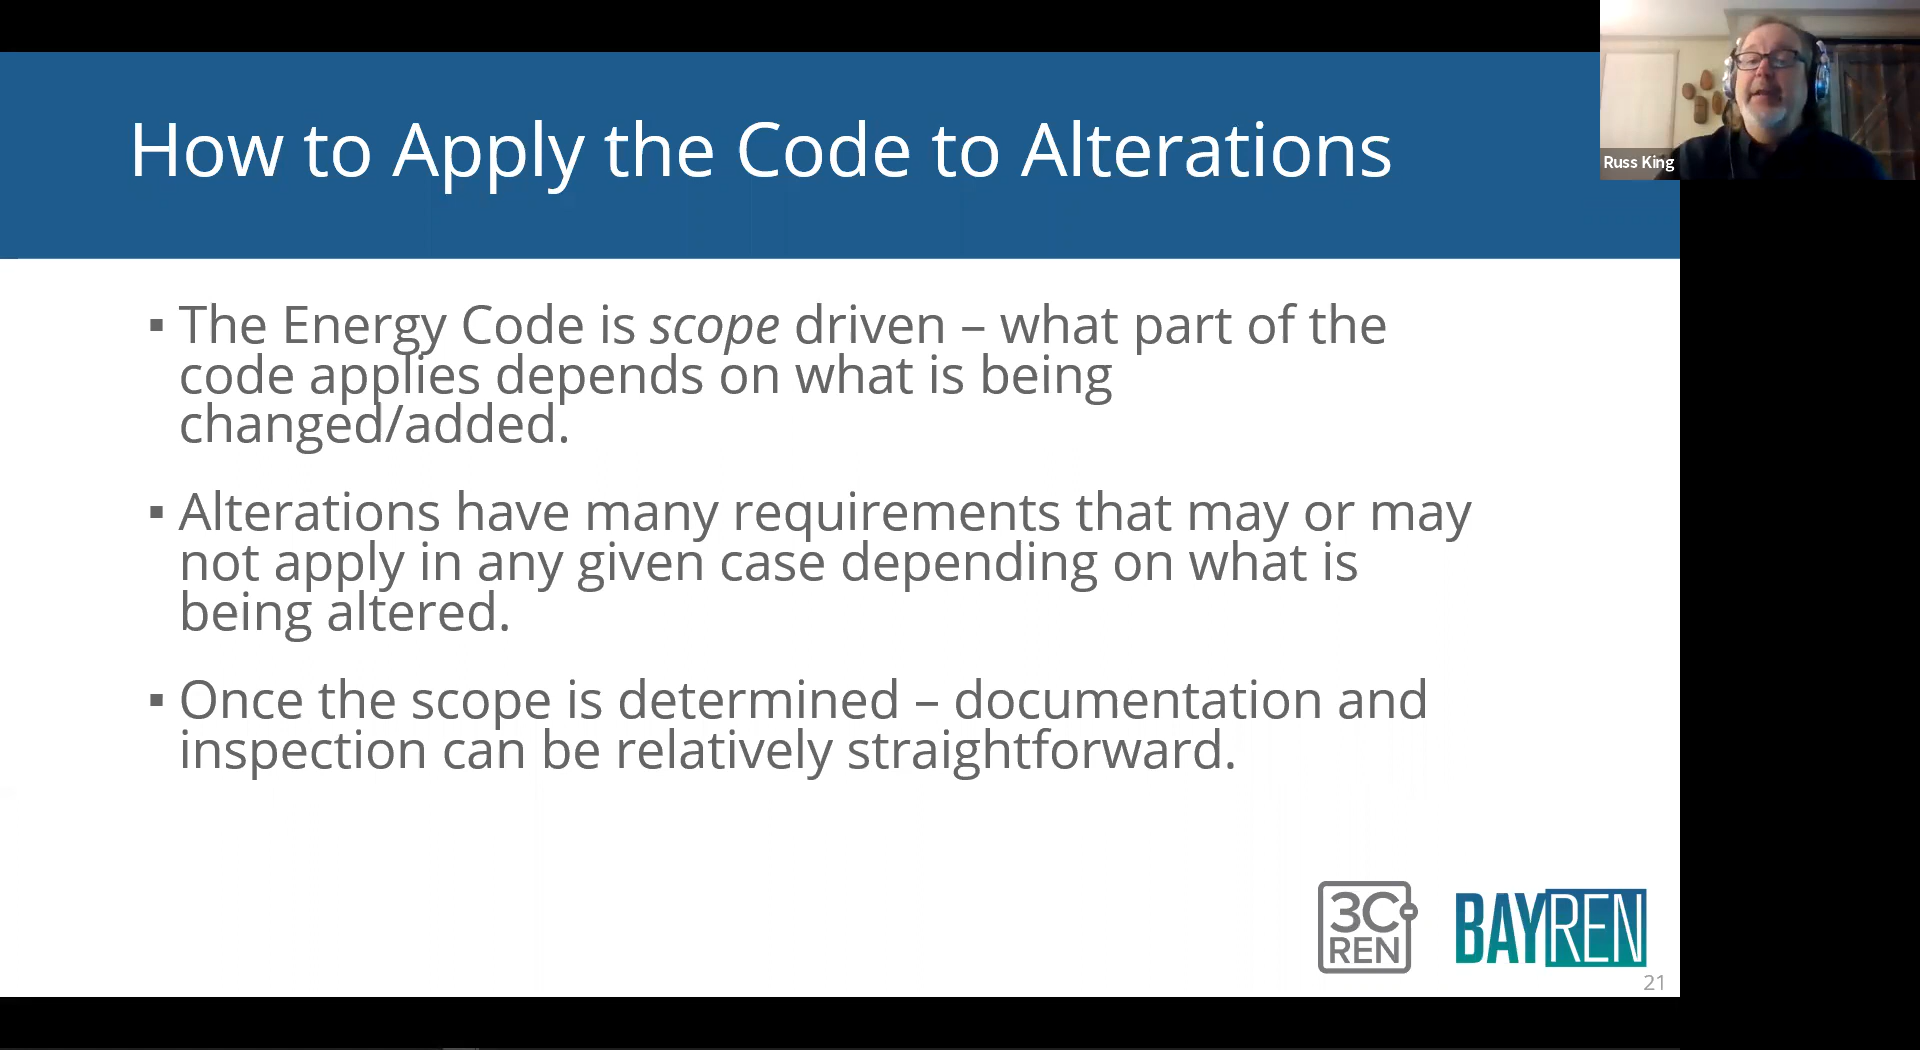 How to Apply the Code to Alterations
Russ King
▪ The Energy Code is scope driven – what part of the
code applies depends on what is being
changed/added.
▪ Alterations have many requirements that may or may
not apply in any given case depending on what is
being altered.
▪ Once the scope is determined – documentation and
inspection can be relatively straightforward.
3C
REN
BAYREN
21